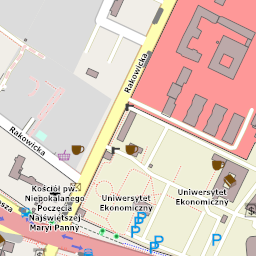 Rakowicka
Rakowicka
Uniwersytet
Ekonomiczny
Kościół pw.
Niepokalanego
Poczęcia
Najświętszej
Maryi Panny
Uniwersytet
Ekonomiczny
Uniwersytet
Ekonomiczny
P
P
P
P